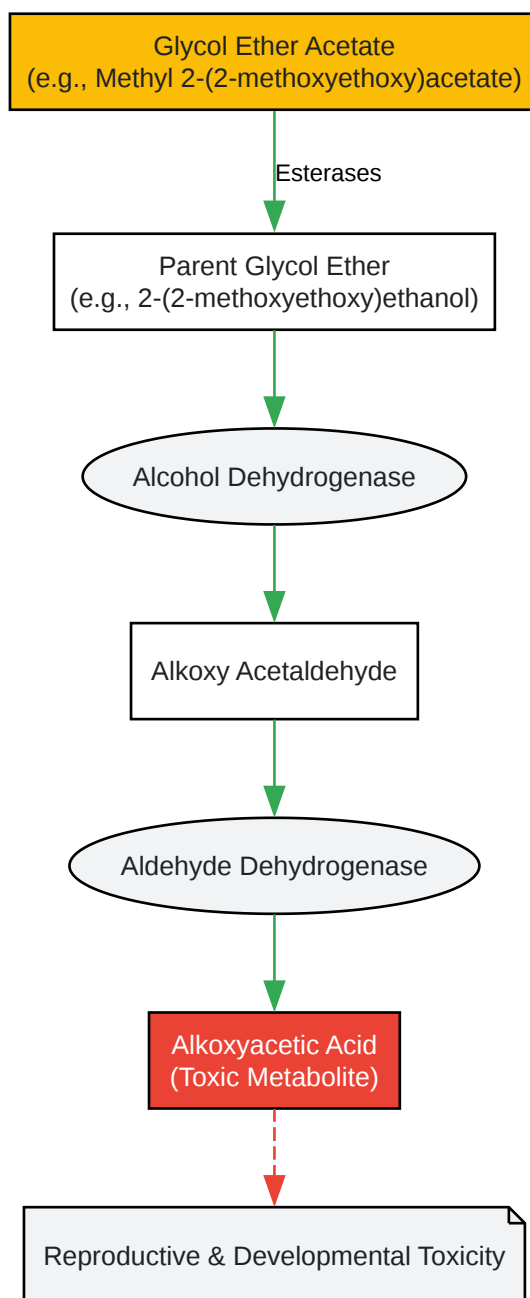 Glycol Ether Acetate
(e.g., Methyl 2-(2-methoxyethoxy)acetate)
Esterases
Parent Glycol Ether
(e.g., 2-(2-methoxyethoxy)ethanol)
Alcohol Dehydrogenase
Alkoxy Acetaldehyde
Aldehyde Dehydrogenase
Alkoxyacetic Acid
(Toxic Metabolite)
Reproductive & Developmental Toxicity